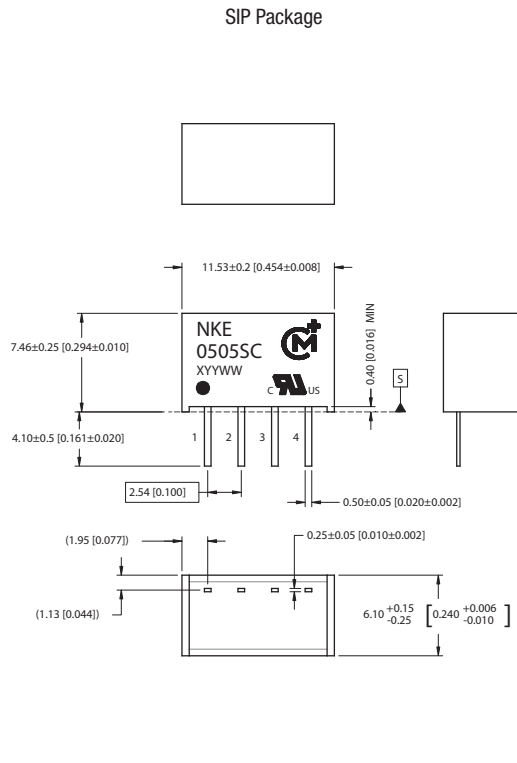 SIP Package
11.53±0.2 [0.454±0.008]
NKE
0505SC
XYYWW
M
C
US
7.46±0.25 [0.294±0.010]
0.40 [0.016] MIN
S
4.10±0.5 [0.161±0.020]
1 2 3 4
2.54 [0.100]
0.50±0.05 [0.020±0.002]
(1.95 [0.077])
0.25±0.05 [0.010±0.002]
(1.13 [0.044])
6.10 +0.15 -0.25 [0.240 +0.006 -0.010]